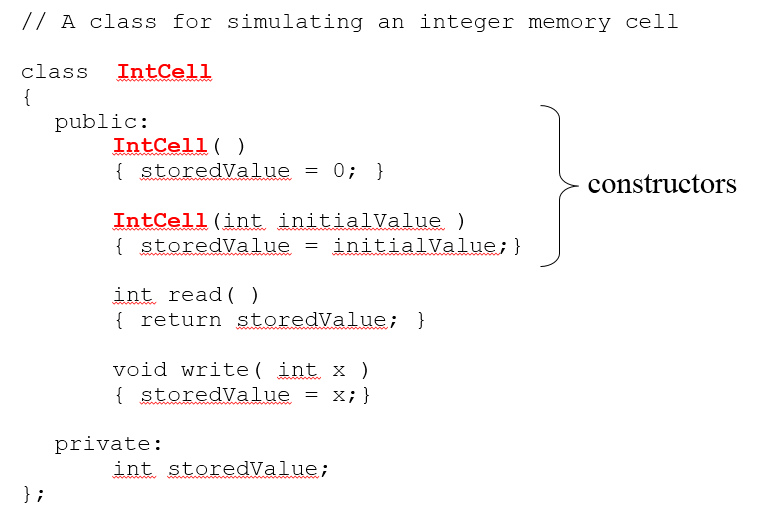 // A class for simulating an integer memory cell
class IntCell
{
public:
IntCell( )
{ storedValue = 0; }
constructors
IntCell(int initialValue )
{ storedValue = initialValue;}
int read( )
{ return storedValue; }
void write( int x )
{ storedValue = x;}
private:
int storedValue;
};